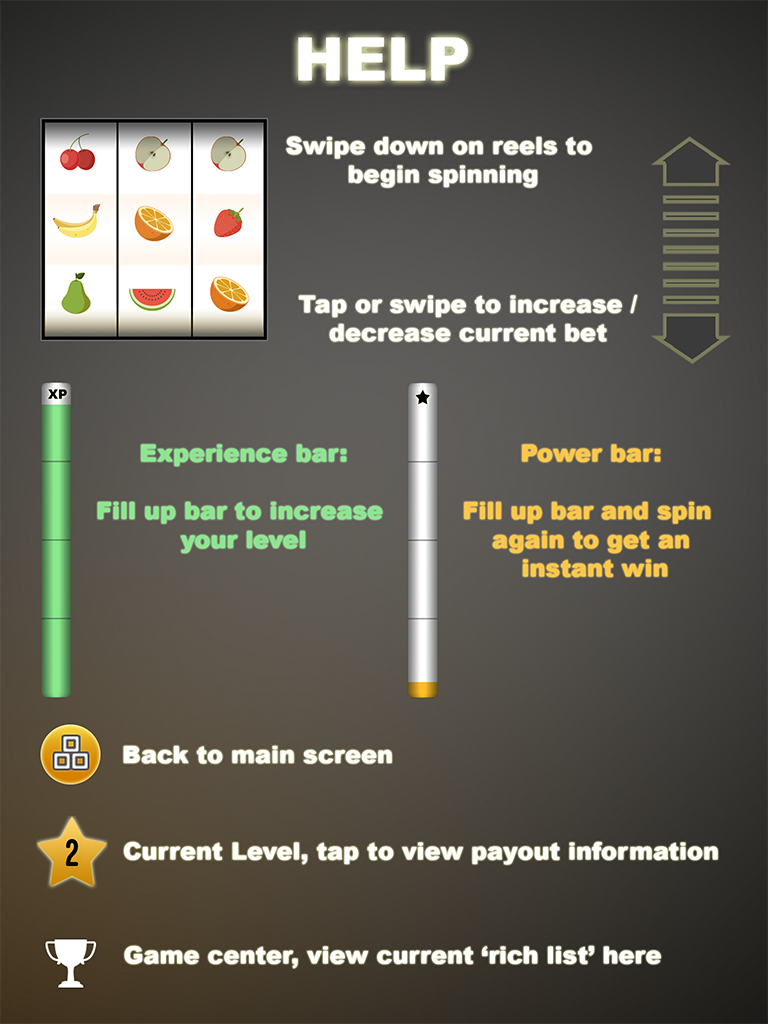 HELP
Swipe down on reels to
begin spinning
Tap or swipe to increase /
decrease current bet
XP
Experience bar:
Fill up bar to increase
your level
Power bar:
Fill up bar and spin
again to get an
instant win
Back to main screen
2
Current Level, tap to view payout information
Game center, view current ‘rich list’ here